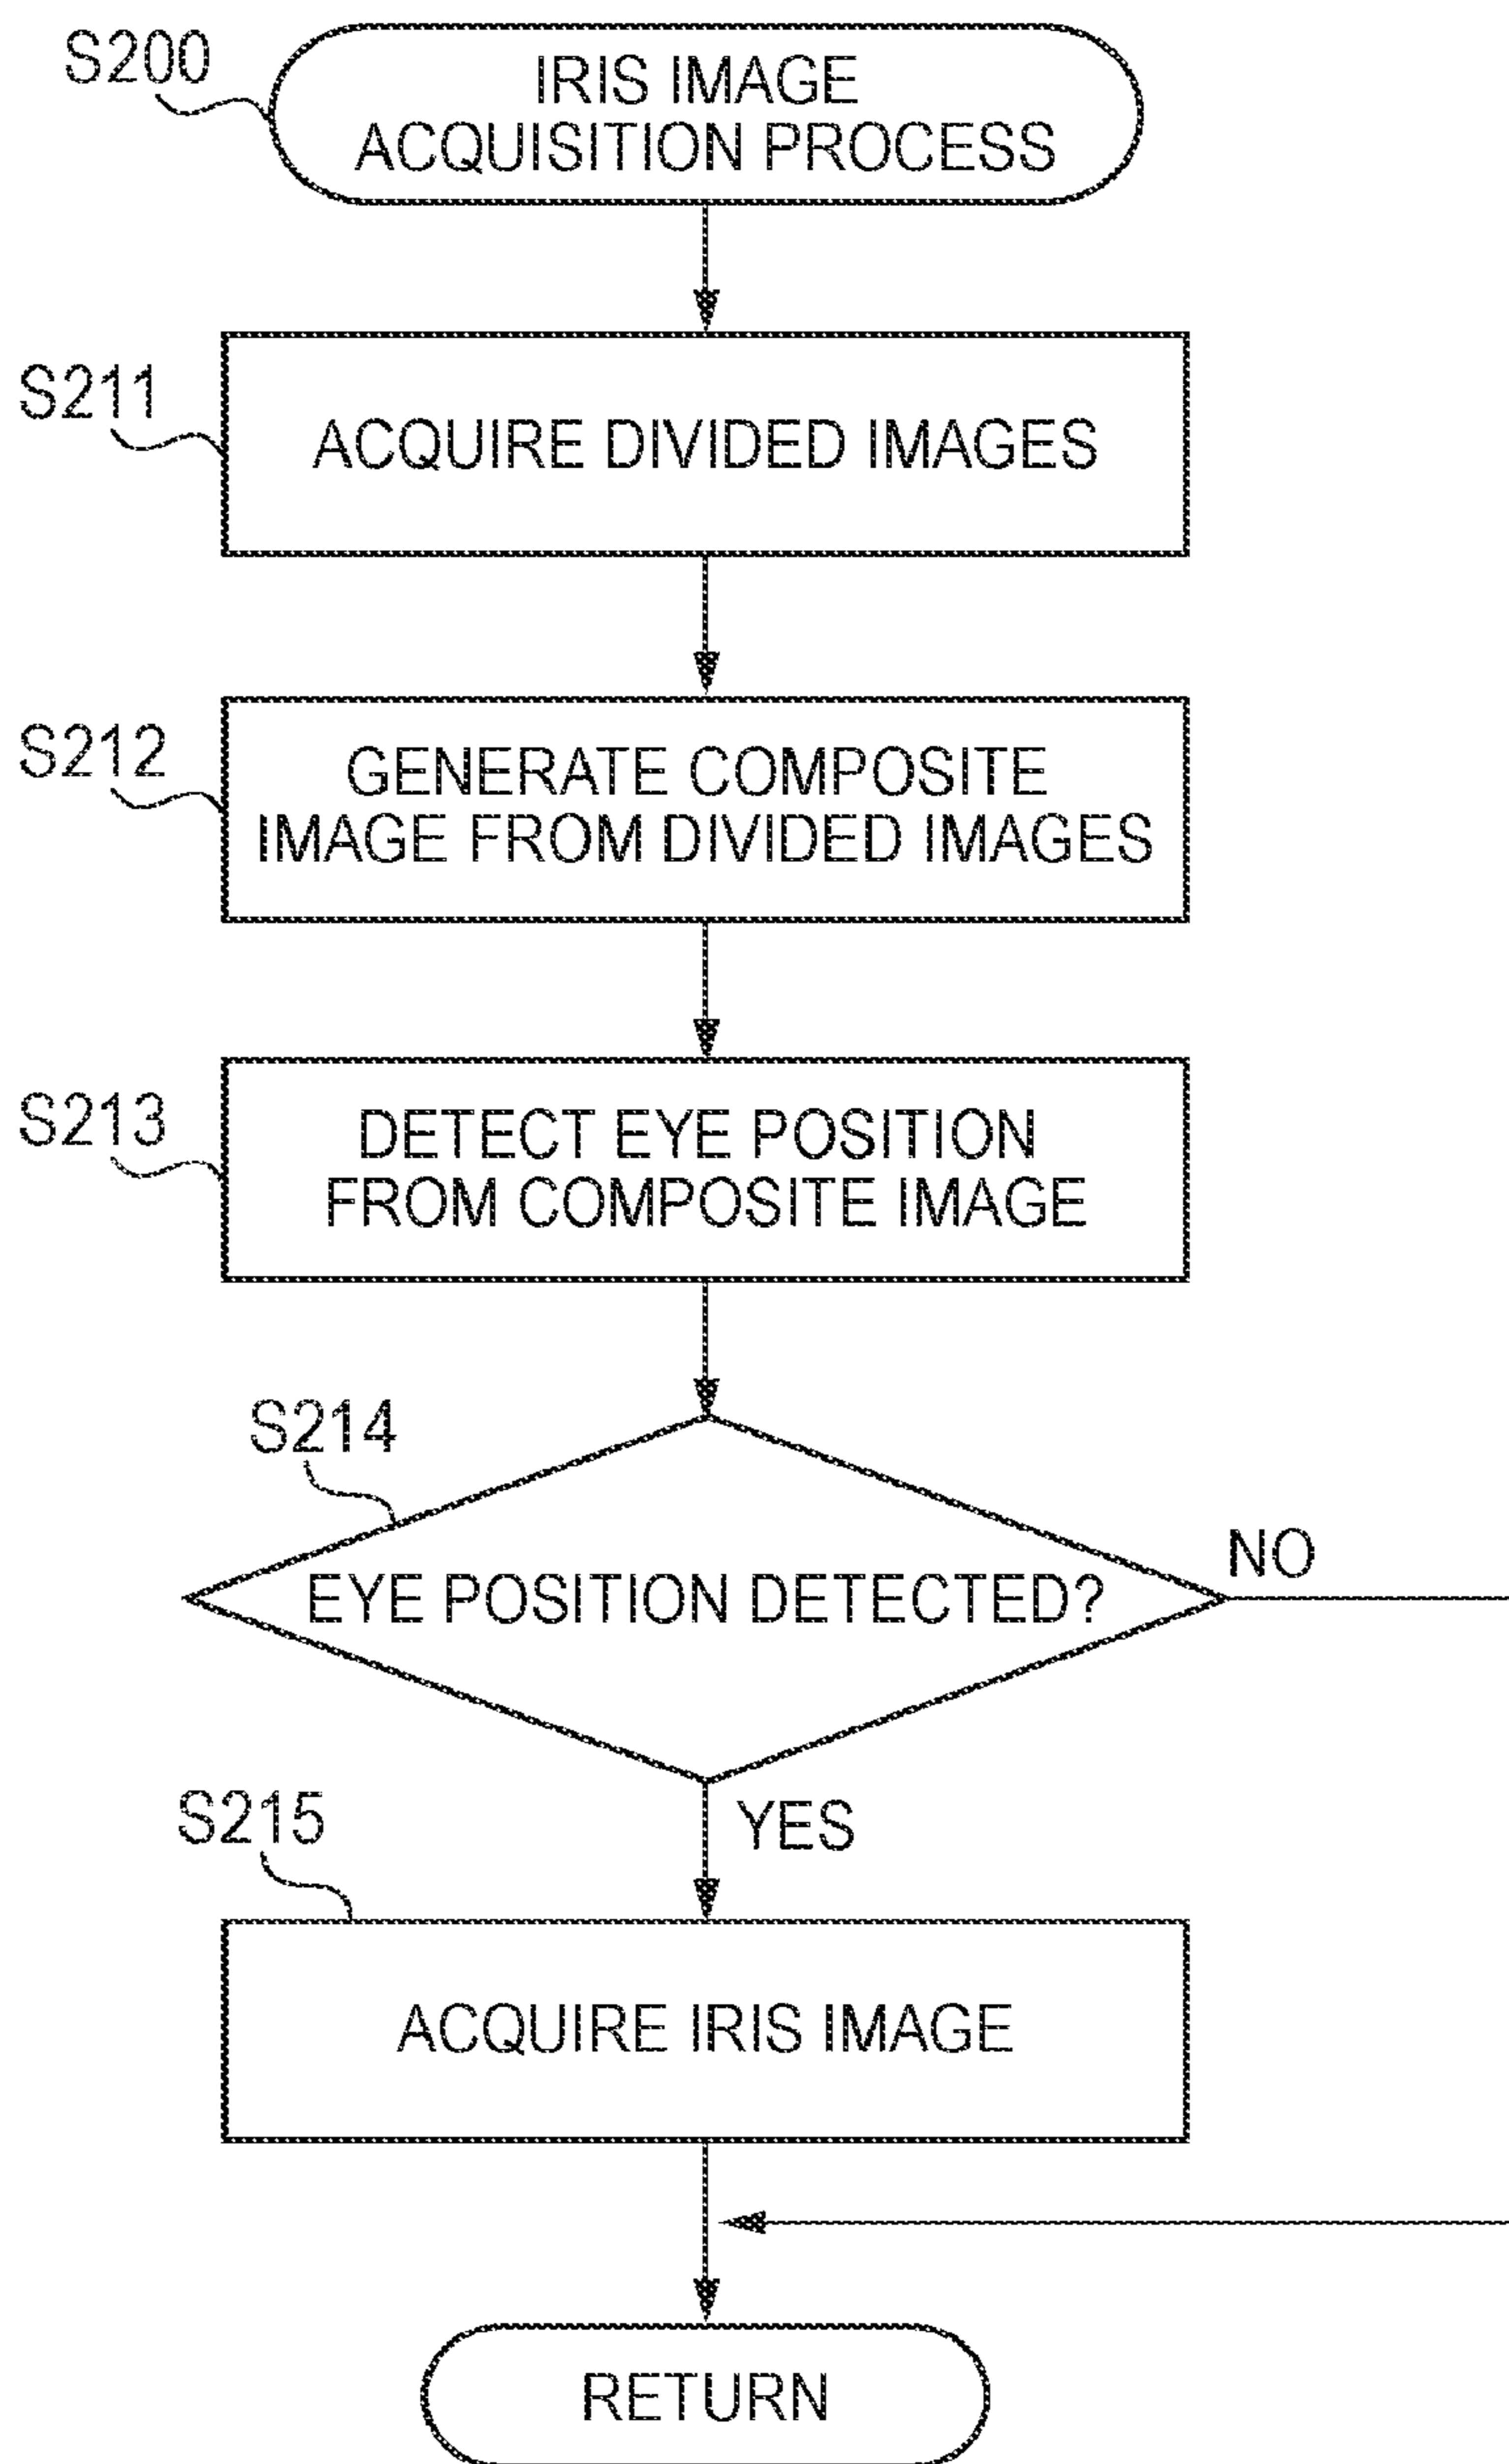 S200
IRIS IMAGE
ACQUISITION PROCESS
S211
ACQUIRE DIVIDED IMAGES
S212
GENERATE COMPOSITE
IMAGE FROM DIVIDED IMAGES
S213
DETECT EYE POSITION
FROM COMPOSITE IMAGE
S214
EYE POSITION DETECTED?
NO
YES
S215
ACQUIRE IRIS IMAGE
RETURN